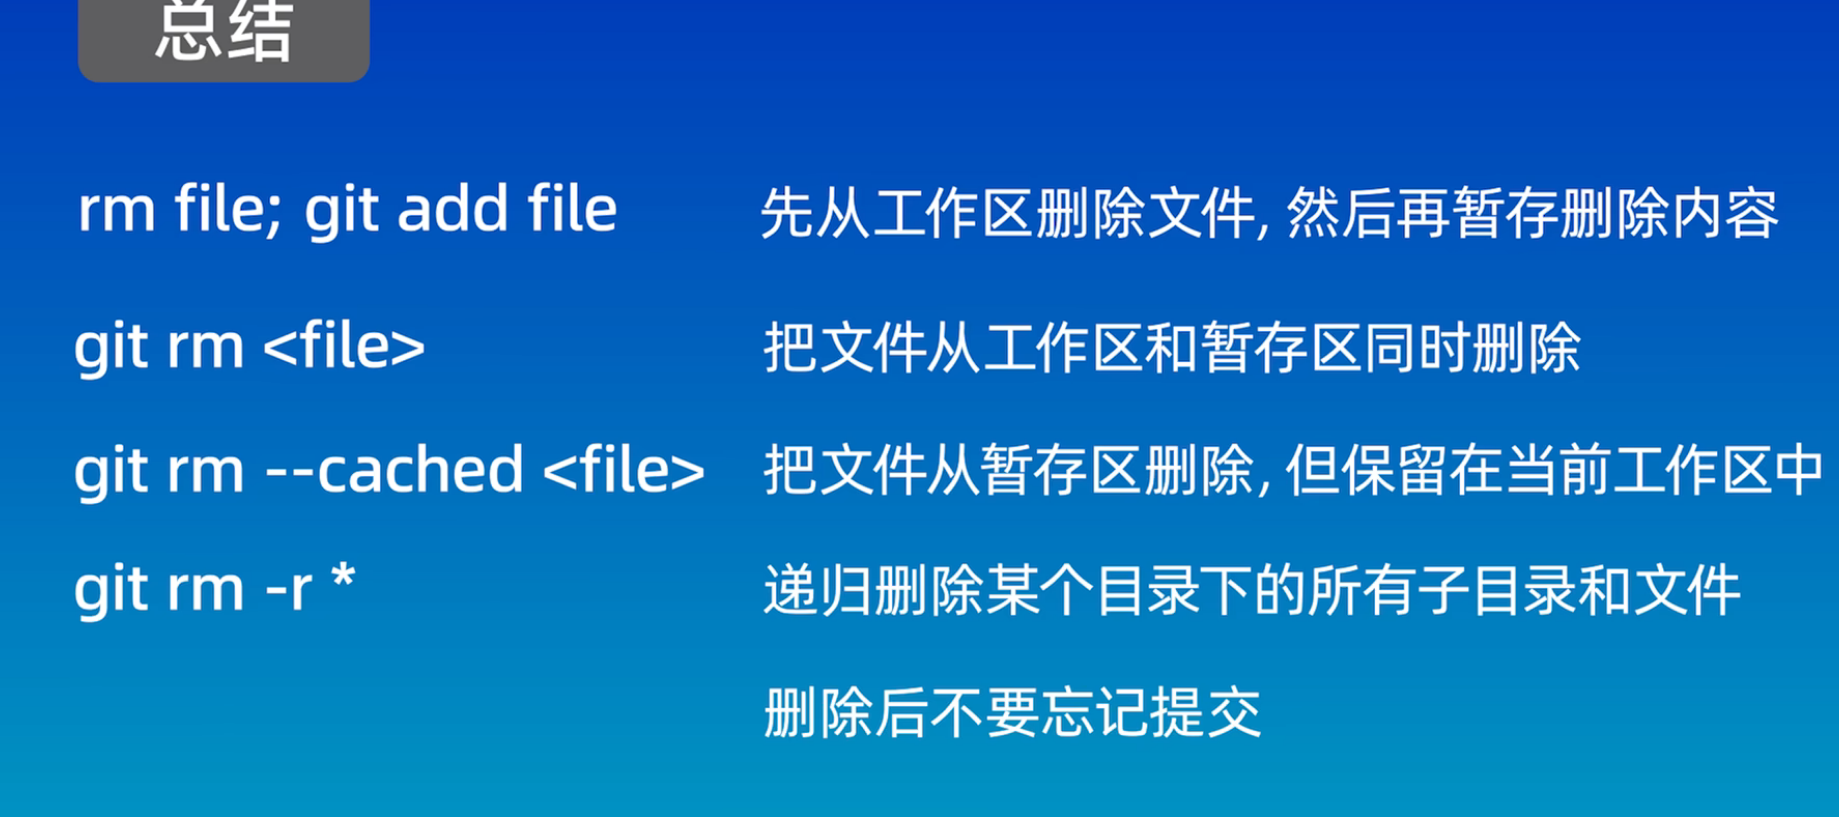 总结
rm file; git add file 先从工作区删除文件, 然后再暂存删除内容
git rm <file> 把文件从工作区和暂存区同时删除
git rm --cached <file> 把文件从暂存区删除, 但保留在当前工作区中
git rm -r * 递归删除某个目录下的所有子目录和文件
删除后不要忘记提交